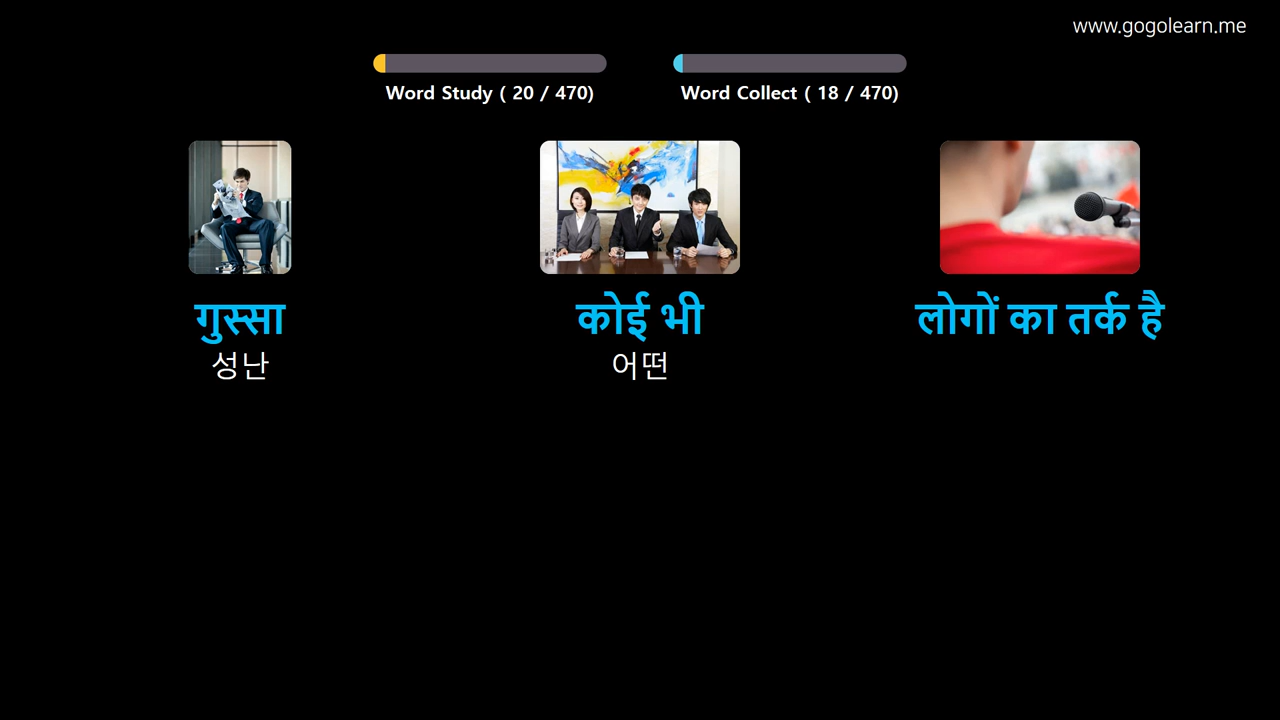 www.gogolearn.me
Word Study ( 20 / 470)
Word Collect ( 18 / 470)
गुस्सा
कोई भी
लोगों का तर्क है
성난
어떤